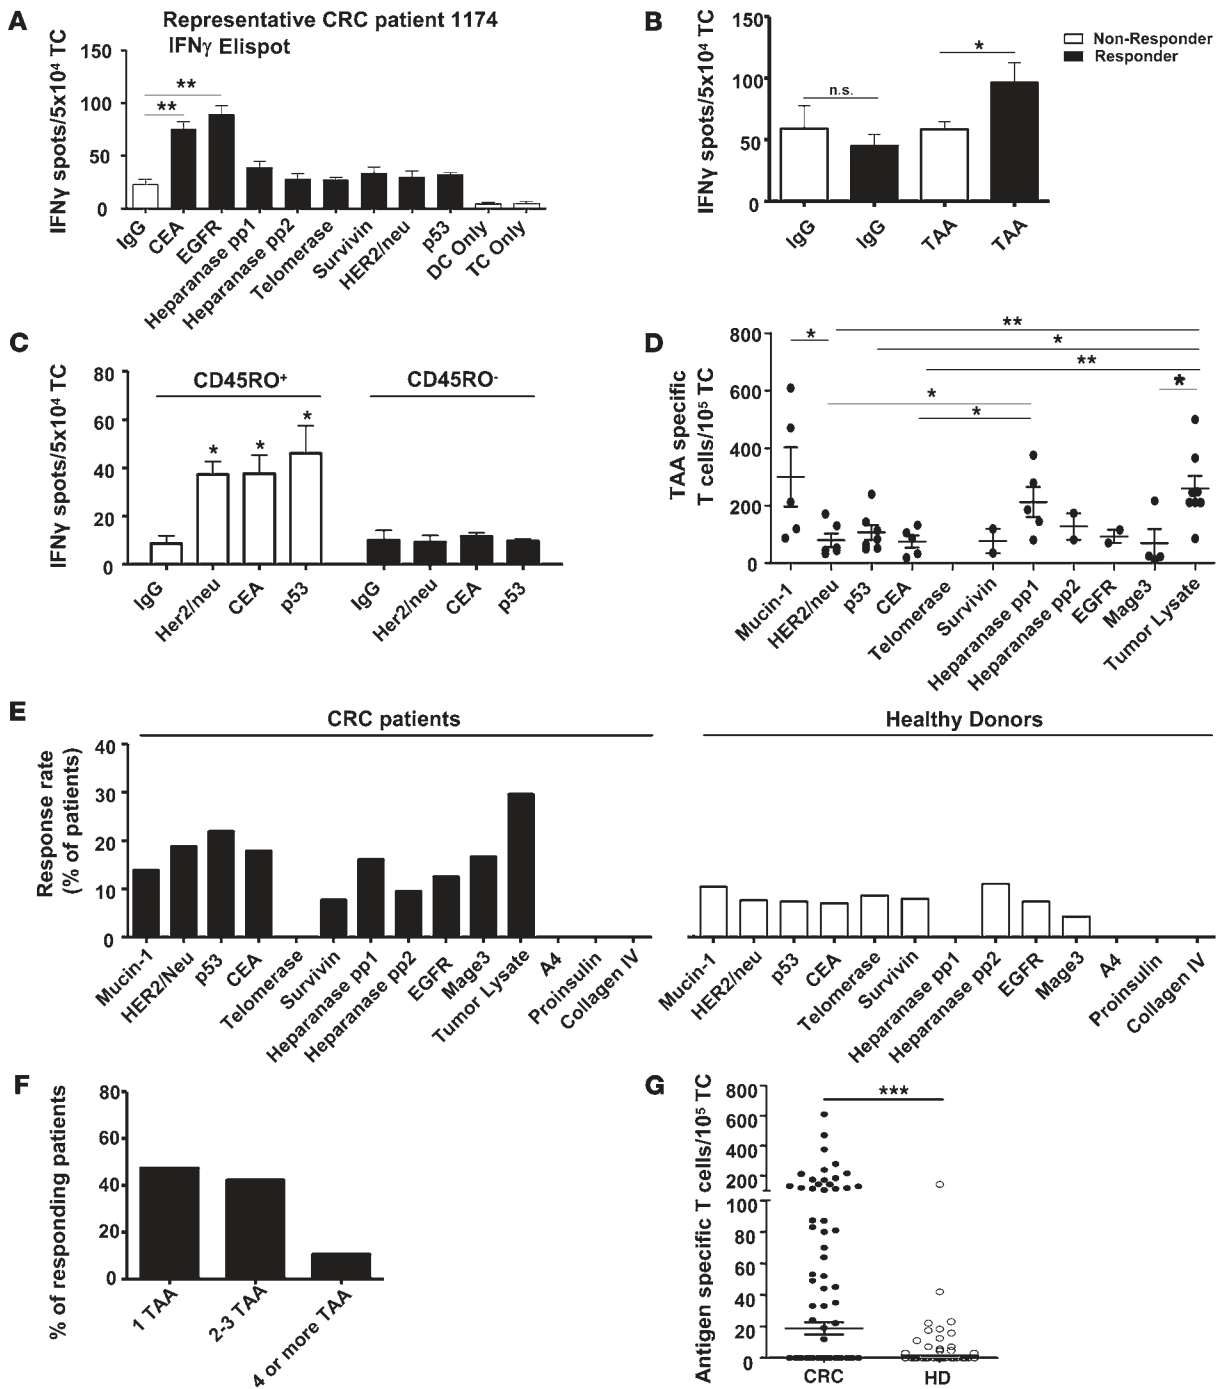 A
Representative CRC patient 1174
IFNγ Elispot
IFNγ spots/5x10⁴ TC
150
100
50
0
**
**
IgG
CEA
EGFR
Heparanase pp1
Heparanase pp2
Telomerase
Survivin
HER2/neu
p53
DC Only
TC Only
B
IFNγ spots/5x10⁴ TC
150
100
50
0
n.s.
*
IgG
IgG
TAA
TAA
Non-Responder
Responder
C
IFNγ spots/5x10⁴ TC
80
60
40
20
0
CD45RO⁺
CD45RO⁻
*
*
*
IgG
Her2/neu
CEA
p53
IgG
Her2/neu
CEA
p53
D
TAA specific
T cells/10⁵ TC
800
600
400
200
0
*
**
*
**
*
*
*
Mucin-1
HER2/neu
p53
CEA
Telomerase
Survivin
Heparanase pp1
Heparanase pp2
EGFR
Mage3
Tumor Lysate
E
CRC patients
Healthy Donors
Response rate
(% of patients)
40
30
20
10
0
Mucin-1
HER2/Neu
p53
CEA
Telomerase
Survivin
Heparanase pp1
Heparanase pp2
EGFR
Mage3
Tumor Lysate
A4
Proinsulin
Collagen IV
Mucin-1
HER2/neu
p53
CEA
Telomerase
Survivin
Heparanase pp1
Heparanase pp2
EGFR
Mage3
A4
Proinsulin
Collagen IV
F
% of responding patients
80
60
40
20
0
1 TAA
2-3 TAA
4 or more TAA
G
Antigen specific T cells/10⁵ TC
800
600
400
200
100
80
60
40
20
0
***
CRC
HD